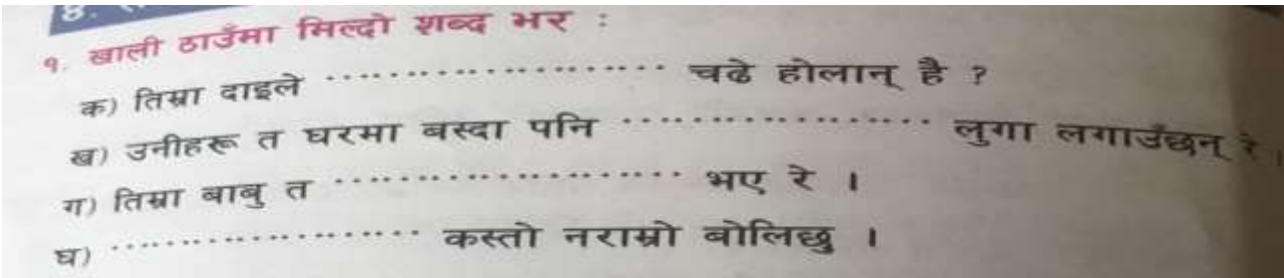 १. खाली ठाउँमा मिल्दो शब्द भर :
क) तिम्रा दाइले ···················· चढे होलान् है ?
ख) उनीहरू त घरमा बस्दा पनि ···················· लुगा लगाउँछन् रे ।
ग) तिम्रा बाबु त ···················· भए रे ।
घ) ···················· कस्तो नराम्रो बोलिछु ।